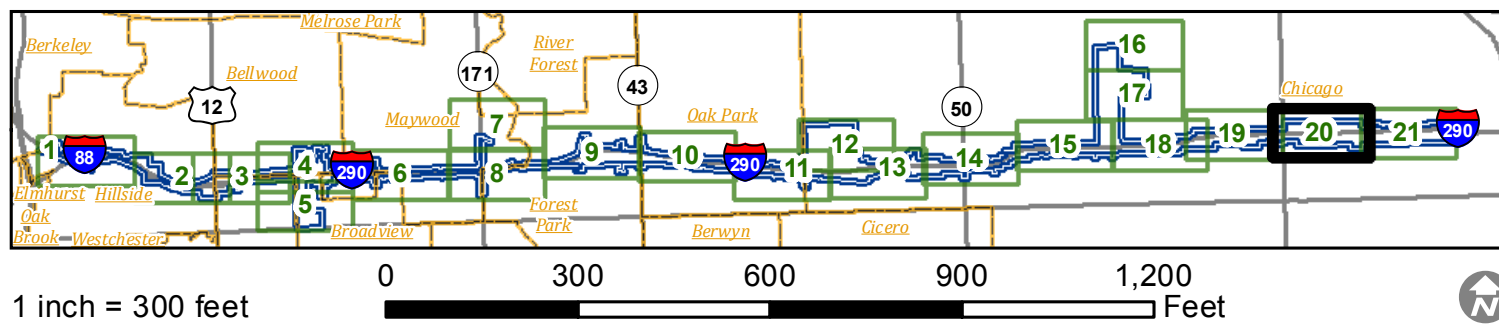 Melrose Park
Berkeley
River
Forest
Bellwood
171
43
12
Maywood
Oak Park
50
Chicago
16
17
1
88
2
3
4
5
290
6
7
8
9
10
290
11
12
13
14
15
18
19
20
21
290
Elmhurst
Hillside
Oak
Brook
Westchester
Broadview
Forest
Park
Berwyn
Cicero
0 300 600 900 1,200
1 inch = 300 feet
Feet
N